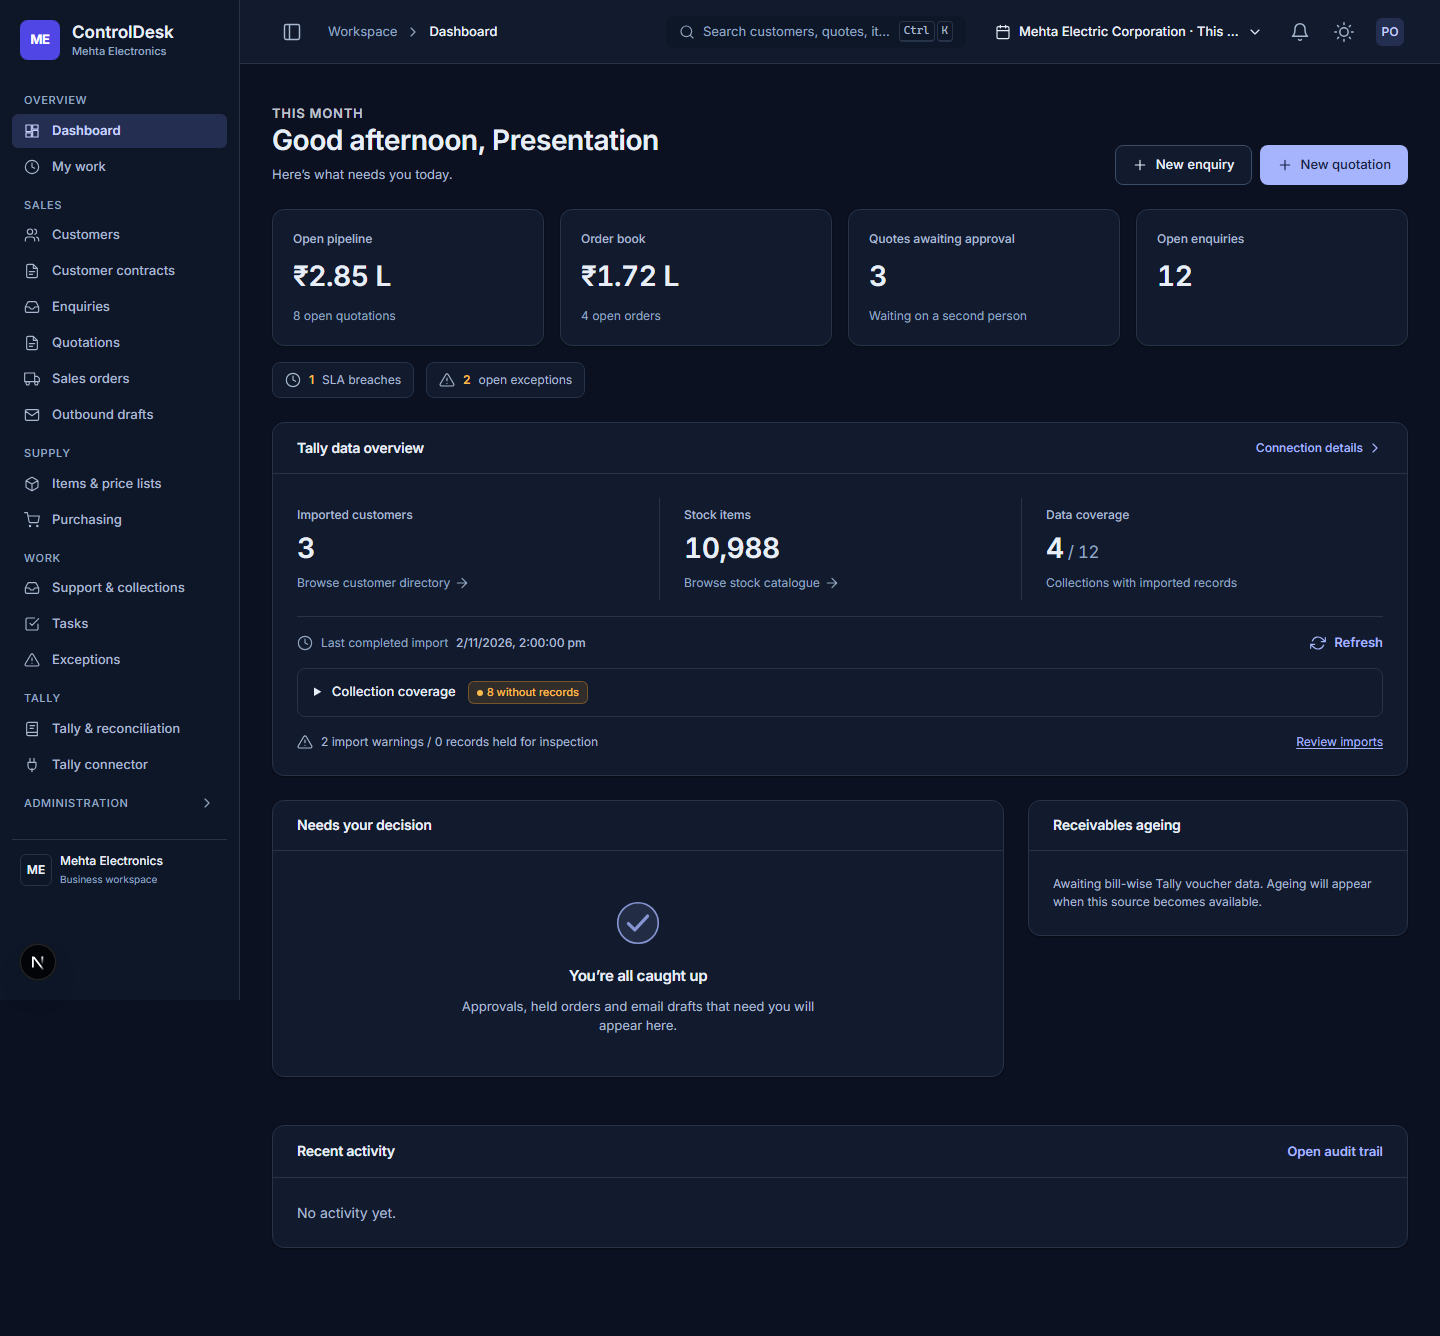 ME
ControlDesk
Mehta Electronics
OVERVIEW
Dashboard
My work
SALES
Customers
Customer contracts
Enquiries
Quotations
Sales orders
Outbound drafts
SUPPLY
Items & price lists
Purchasing
WORK
Support & collections
Tasks
Exceptions
TALLY
Tally & reconciliation
Tally connector
ADMINISTRATION
ME
Mehta Electronics
Business workspace
N
Workspace
Dashboard
Search customers, quotes, it...
Ctrl K
Mehta Electric Corporation · This ...
PO
THIS MONTH
Good afternoon, Presentation
Here's what needs you today.
New enquiry
New quotation
Open pipeline
₹2.85 L
8 open quotations
Order book
₹1.72 L
4 open orders
Quotes awaiting approval
3
Waiting on a second person
Open enquiries
12
1 SLA breaches
2 open exceptions
Tally data overview
Connection details
Imported customers
3
Browse customer directory →
Stock items
10,988
Browse stock catalogue →
Data coverage
4 / 12
Collections with imported records
Last completed import 2/11/2026, 2:00:00 pm
Refresh
Collection coverage
8 without records
2 import warnings / 0 records held for inspection
Review imports
Needs your decision
You're all caught up
Approvals, held orders and email drafts that need you will
appear here.
Receivables ageing
Awaiting bill-wise Tally voucher data. Ageing will appear
when this source becomes available.
Recent activity
Open audit trail
No activity yet.